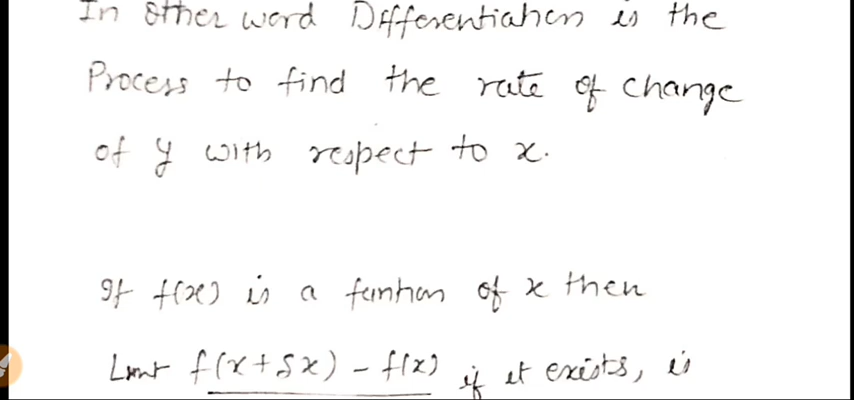 In other word Differentiation is the
Process to find the rate of change
of y with respect to x.
If f(x) is a funtion of x then
Limit f(x+δx) - f(x) if it exists, is